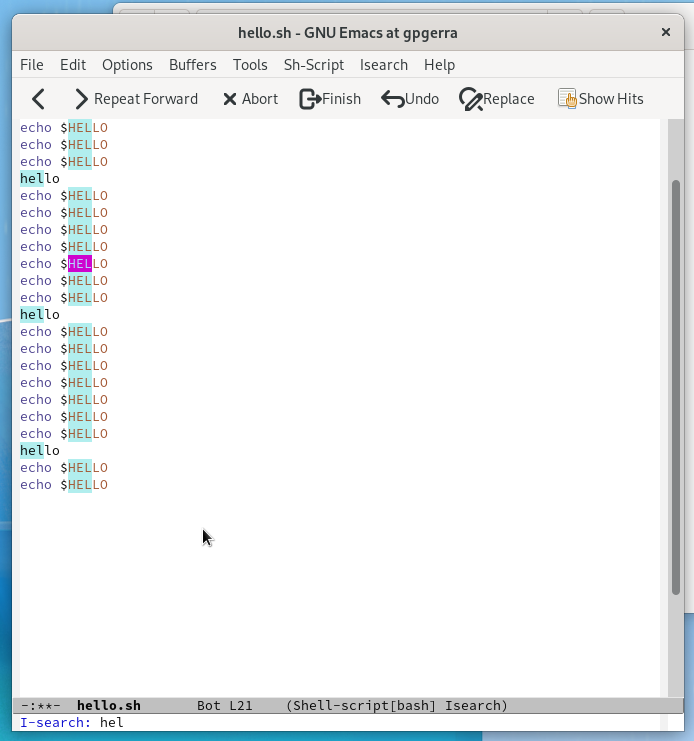 hello.sh - GNU Emacs at gpgerra
File Edit Options Buffers Tools Sh-Script Isearch Help
Repeat Forward Abort Finish Undo Replace Show Hits
echo $HELLO
echo $HELLO
echo $HELLO
hello
echo $HELLO
echo $HELLO
echo $HELLO
echo $HELLO
echo $HELLO
echo $HELLO
echo $HELLO
hello
echo $HELLO
echo $HELLO
echo $HELLO
echo $HELLO
echo $HELLO
echo $HELLO
echo $HELLO
hello
echo $HELLO
echo $HELLO
-:**- hello.sh Bot L21 (Shell-script[bash] Isearch)
I-search: hel